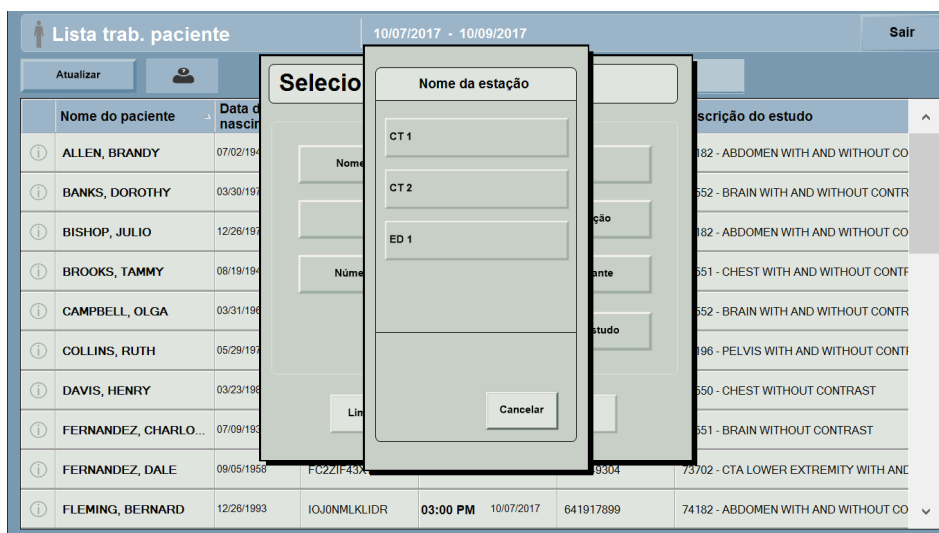 Lista trab. paciente
10/07/2017 - 10/09/2017
Sair
Atualizar
Selecio
Nome da estação
Nome do paciente
Data d
nascin
scrição do estudo
CT 1
CT 2
ED 1
Nome
ção
Núme
ante
studo
Lim
Cancelar
ALLEN, BRANDY
07/02/194
182 - ABDOMEN WITH AND WITHOUT CO
BANKS, DOROTHY
03/30/197
552 - BRAIN WITH AND WITHOUT CONTR
BISHOP, JULIO
12/26/197
182 - ABDOMEN WITH AND WITHOUT CO
BROOKS, TAMMY
08/19/194
551 - CHEST WITH AND WITHOUT CONTR
CAMPBELL, OLGA
03/31/196
552 - BRAIN WITH AND WITHOUT CONTR
COLLINS, RUTH
05/29/197
196 - PELVIS WITH AND WITHOUT CONTR
DAVIS, HENRY
03/23/198
550 - CHEST WITHOUT CONTRAST
FERNANDEZ, CHARLO...
07/09/193
551 - BRAIN WITHOUT CONTRAST
FERNANDEZ, DALE
09/05/1958
FC2ZIF43X
49304
73702 - CTA LOWER EXTREMITY WITH AND
FLEMING, BERNARD
12/26/1993
IOJ0NMLKLIDR
03:00 PM 10/07/2017
641917899
74182 - ABDOMEN WITH AND WITHOUT CO